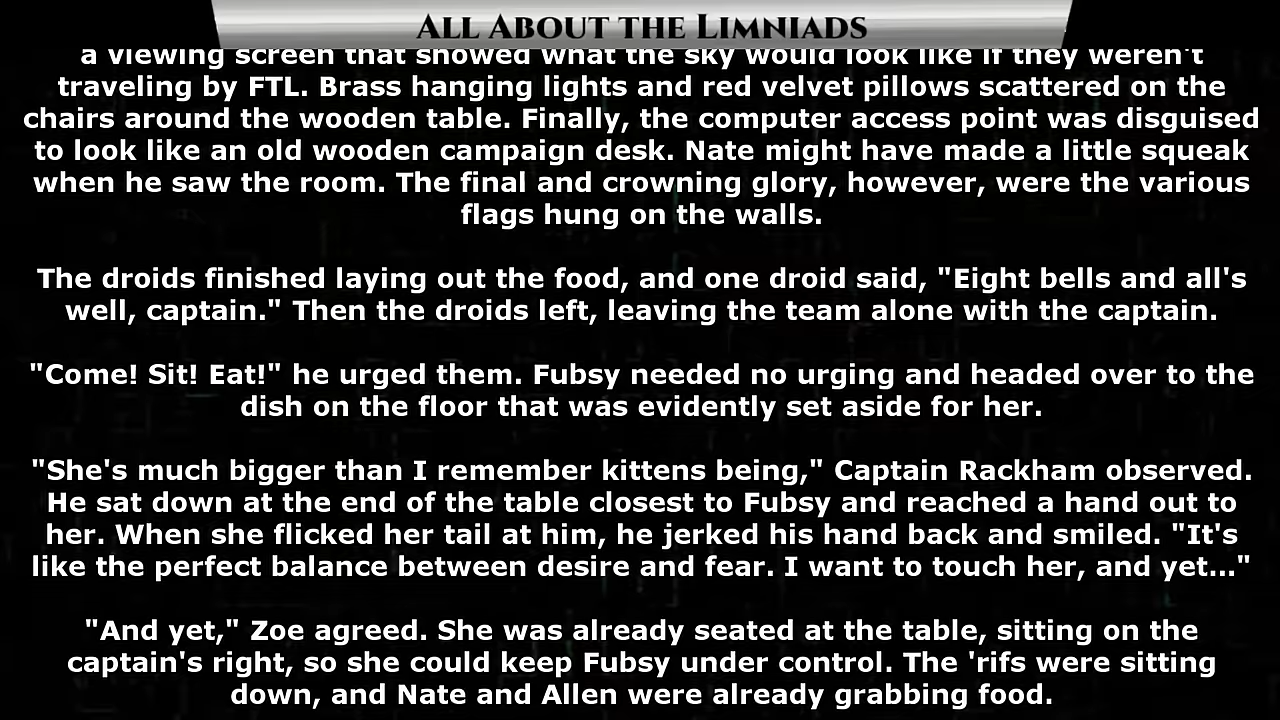 All About the Limniads
a viewing screen that showed what the sky would look like if they weren't
traveling by FTL. Brass hanging lights and red velvet pillows scattered on the
chairs around the wooden table. Finally, the computer access point was disguised
to look like an old wooden campaign desk. Nate might have made a little squeak
when he saw the room. The final and crowning glory, however, were the various
flags hung on the walls.
The droids finished laying out the food, and one droid said, "Eight bells and all's
well, captain." Then the droids left, leaving the team alone with the captain.
"Come! Sit! Eat!" he urged them. Fubsy needed no urging and headed over to the
dish on the floor that was evidently set aside for her.
"She's much bigger than I remember kittens being," Captain Rackham observed.
He sat down at the end of the table closest to Fubsy and reached a hand out to
her. When she flicked her tail at him, he jerked his hand back and smiled. "It's
like the perfect balance between desire and fear. I want to touch her, and yet..."
"And yet," Zoe agreed. She was already seated at the table, sitting on the
captain's right, so she could keep Fubsy under control. The 'rifs were sitting
down, and Nate and Allen were already grabbing food.